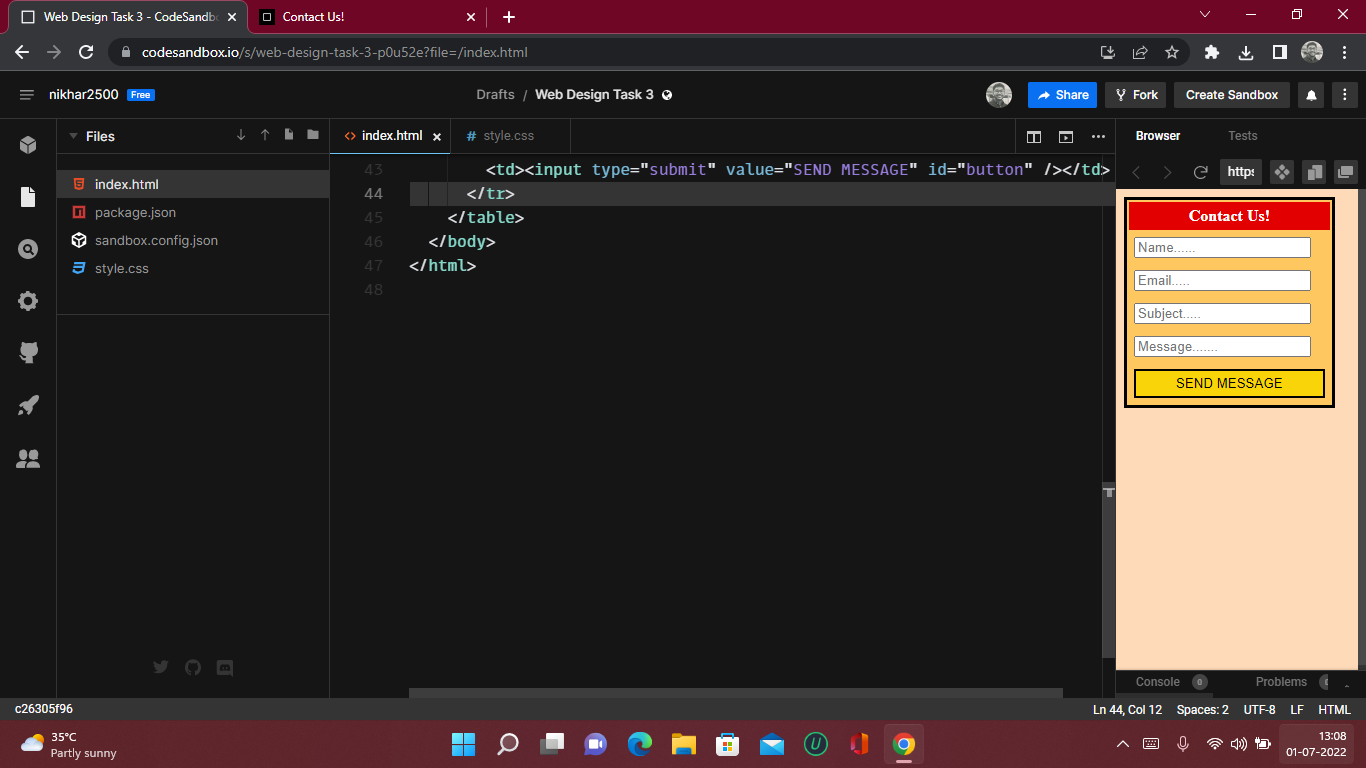 Web Design Task 3 - CodeSandbo
Contact Us!
codesandbox.io/s/web-design-task-3-p0u52e?file=/index.html
nikhar2500 Free
Drafts / Web Design Task 3
Share Fork Create Sandbox
Files
index.html
package.json
sandbox.config.json
style.css
<> index.html # style.css
43 <td><input type="submit" value="SEND MESSAGE" id="button" /></td>
44 </tr>
45 </table>
46 </body>
47 </html>
48
Browser Tests
https
Contact Us!
Name......
Email.....
Subject.....
Message.......
SEND MESSAGE
Console 0 Problems
c26305f96
Ln 44, Col 12 Spaces: 2 UTF-8 LF HTML
35°C
Partly sunny
13:08
01-07-2022